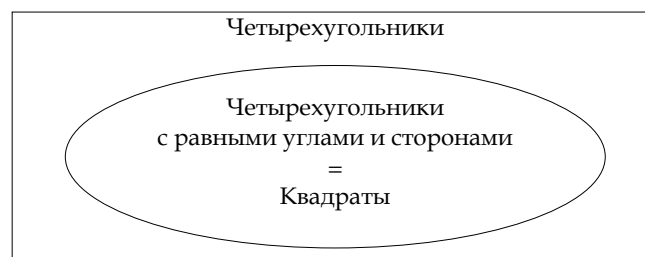 Четырехугольники
Четырехугольники
с равными углами и сторонами
=
Квадраты